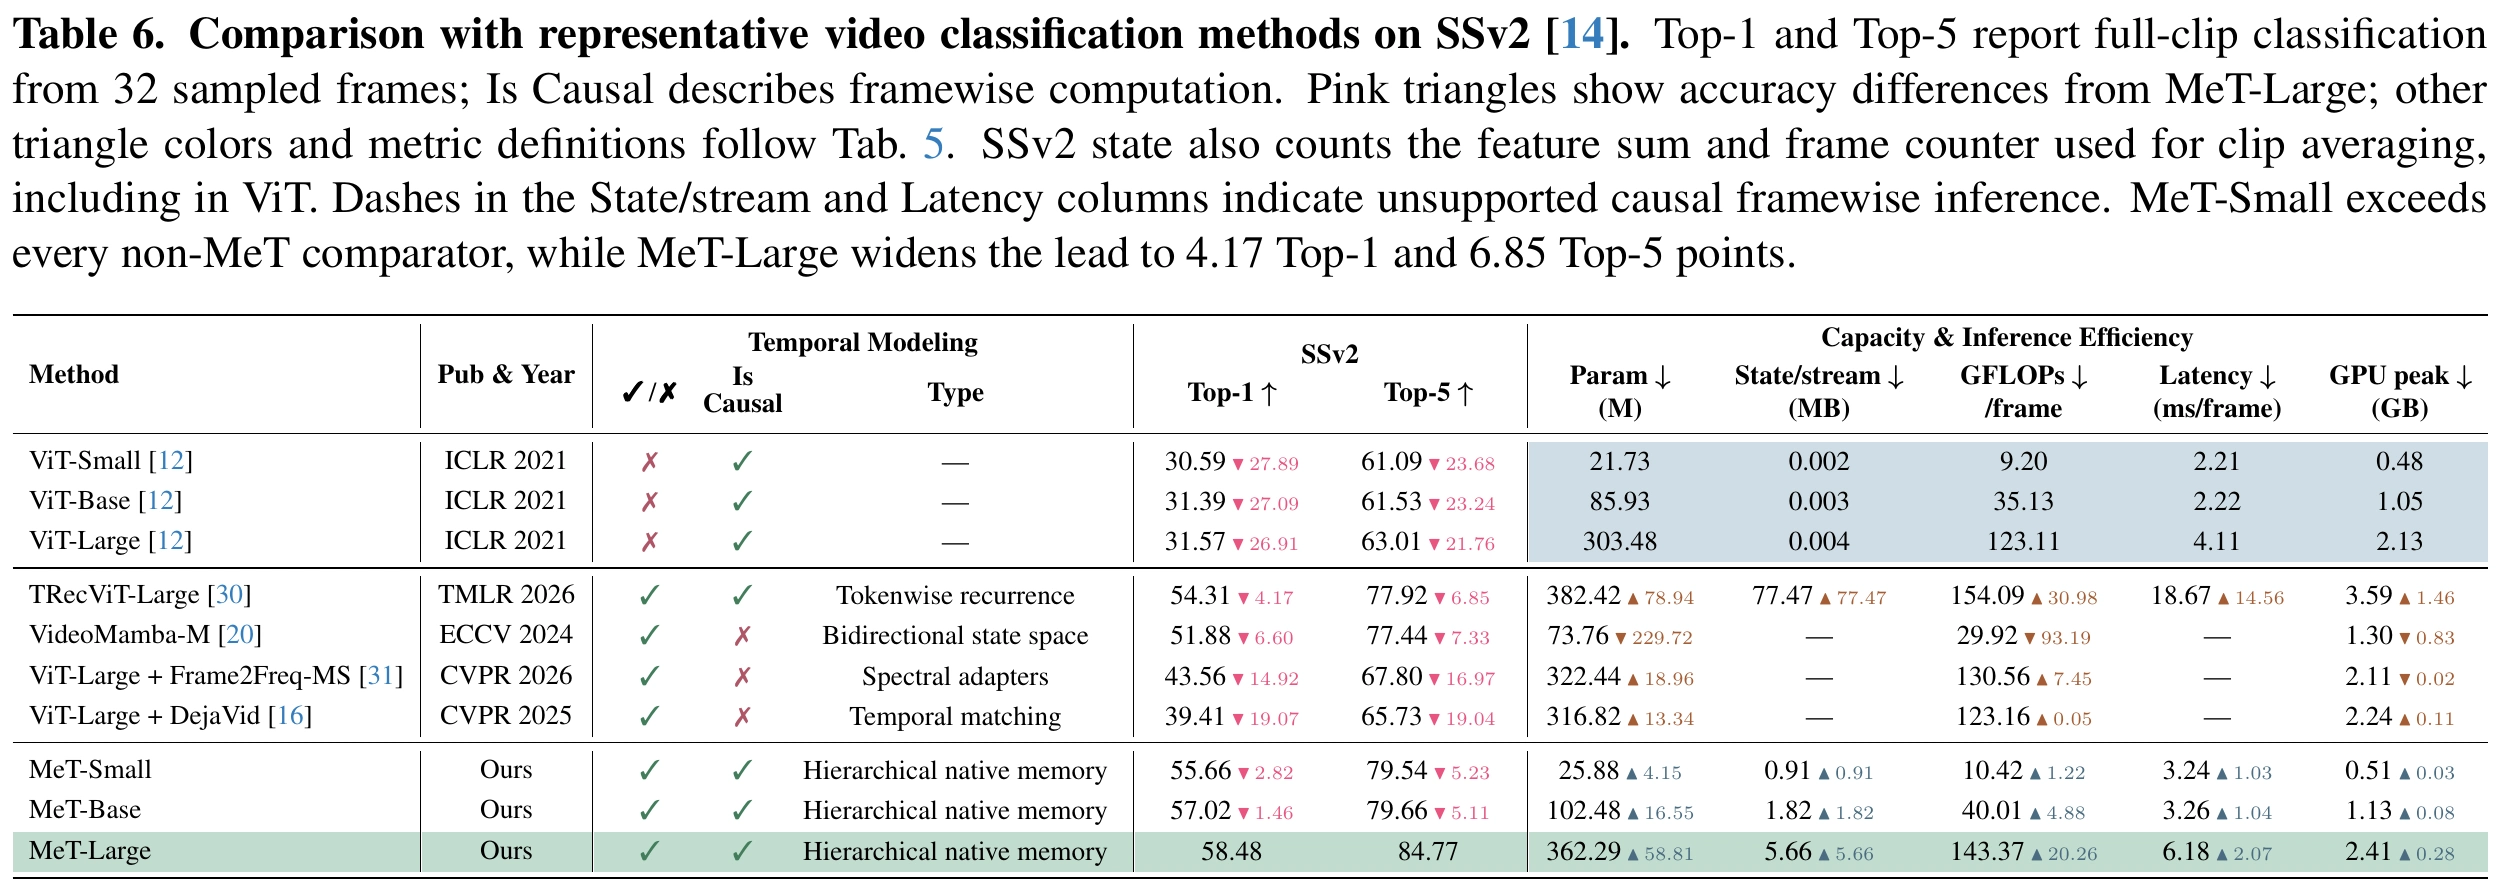 Table 6. Comparison with representative video classification methods on SSv2 [14]. Top-1 and Top-5 report full-clip classification
from 32 sampled frames; Is Causal describes framewise computation. Pink triangles show accuracy differences from MeT-Large; other
triangle colors and metric definitions follow Tab. 5. SSv2 state also counts the feature sum and frame counter used for clip averaging,
including in ViT. Dashes in the State/stream and Latency columns indicate unsupported causal framewise inference. MeT-Small exceeds
every non-MeT comparator, while MeT-Large widens the lead to 4.17 Top-1 and 6.85 Top-5 points.
Method Pub & Year Temporal Modeling SSv2 Capacity & Inference Efficiency
✓/✗ Is Causal Type Top-1 ↑ Top-5 ↑ Param ↓ (M) State/stream ↓ (MB) GFLOPs ↓ /frame Latency ↓ (ms/frame) GPU peak ↓ (GB)
ViT-Small [12] ICLR 2021 ✗ ✓ — 30.59 ▼ 27.89 61.09 ▼ 23.68 21.73 0.002 9.20 2.21 0.48
ViT-Base [12] ICLR 2021 ✗ ✓ — 31.39 ▼ 27.09 61.53 ▼ 23.24 85.93 0.003 35.13 2.22 1.05
ViT-Large [12] ICLR 2021 ✗ ✓ — 31.57 ▼ 26.91 63.01 ▼ 21.76 303.48 0.004 123.11 4.11 2.13
TRecViT-Large [30] TMLR 2026 ✓ ✓ Tokenwise recurrence 54.31 ▼ 4.17 77.92 ▼ 6.85 382.42 ▲ 78.94 77.47 ▲ 77.47 154.09 ▲ 30.98 18.67 ▲ 14.56 3.59 ▲ 1.46
VideoMamba-M [20] ECCV 2024 ✓ ✗ Bidirectional state space 51.88 ▼ 6.60 77.44 ▼ 7.33 73.76 ▼ 229.72 — 29.92 ▼ 93.19 — 1.30 ▼ 0.83
ViT-Large + Frame2Freq-MS [31] CVPR 2026 ✓ ✗ Spectral adapters 43.56 ▼ 14.92 67.80 ▼ 16.97 322.44 ▲ 18.96 — 130.56 ▲ 7.45 — 2.11 ▼ 0.02
ViT-Large + DejaVid [16] CVPR 2025 ✓ ✗ Temporal matching 39.41 ▼ 19.07 65.73 ▼ 19.04 316.82 ▲ 13.34 — 123.16 ▲ 0.05 — 2.24 ▲ 0.11
MeT-Small Ours ✓ ✓ Hierarchical native memory 55.66 ▼ 2.82 79.54 ▼ 5.23 25.88 ▲ 4.15 0.91 ▲ 0.91 10.42 ▲ 1.22 3.24 ▲ 1.03 0.51 ▲ 0.03
MeT-Base Ours ✓ ✓ Hierarchical native memory 57.02 ▼ 1.46 79.66 ▼ 5.11 102.48 ▲ 16.55 1.82 ▲ 1.82 40.01 ▲ 4.88 3.26 ▲ 1.04 1.13 ▲ 0.08
MeT-Large Ours ✓ ✓ Hierarchical native memory 58.48 84.77 362.29 ▲ 58.81 5.66 ▲ 5.66 143.37 ▲ 20.26 6.18 ▲ 2.07 2.41 ▲ 0.28